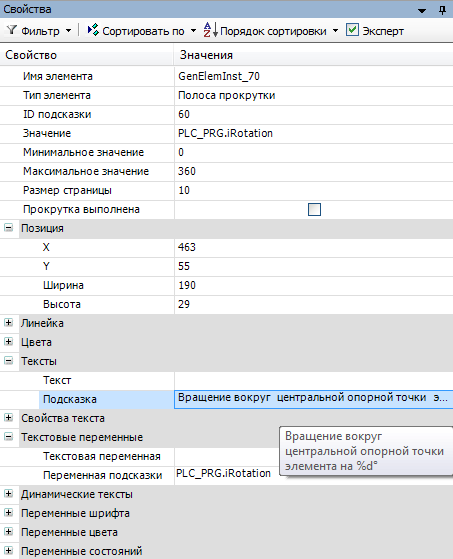 Свойства
Фильтр Сортировать по Порядок сортировки Эксперт
Свойство Значения
Имя элемента GenElemInst_70
Тип элемента Полоса прокрутки
ID подсказки 60
Значение PLC_PRG.iRotation
Минимальное значение 0
Максимальное значение 360
Размер страницы 10
Прокрутка выполнена
Позиция
X 463
Y 55
Ширина 190
Высота 29
Линейка
Цвета
Тексты
Текст
Подсказка Вращение вокруг центральной опорной точки э...
Свойства текста
Текстовые переменные
Вращение вокруг
центральной опорной точки
элемента на %d°
Текстовая переменная
Переменная подсказки PLC_PRG.iRotation
Динамические тексты
Переменные шрифта
Переменные цвета
Переменные состояний